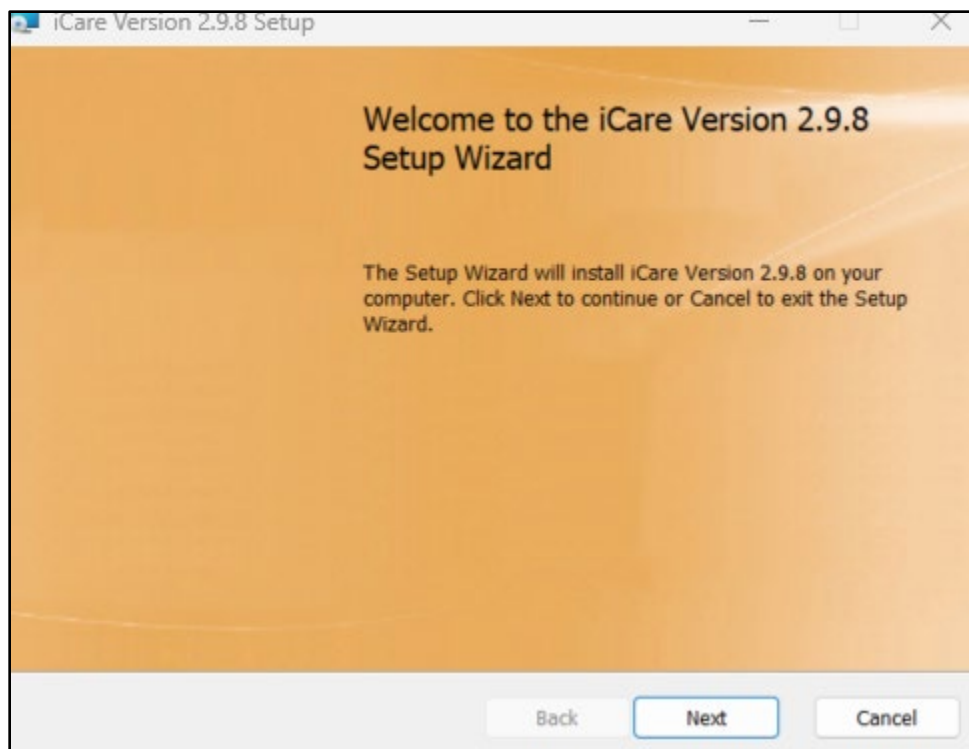 iCare Version 2.9.8 Setup
Welcome to the iCare Version 2.9.8
Setup Wizard
The Setup Wizard will install iCare Version 2.9.8 on your
computer. Click Next to continue or Cancel to exit the Setup
Wizard.
Back Next Cancel